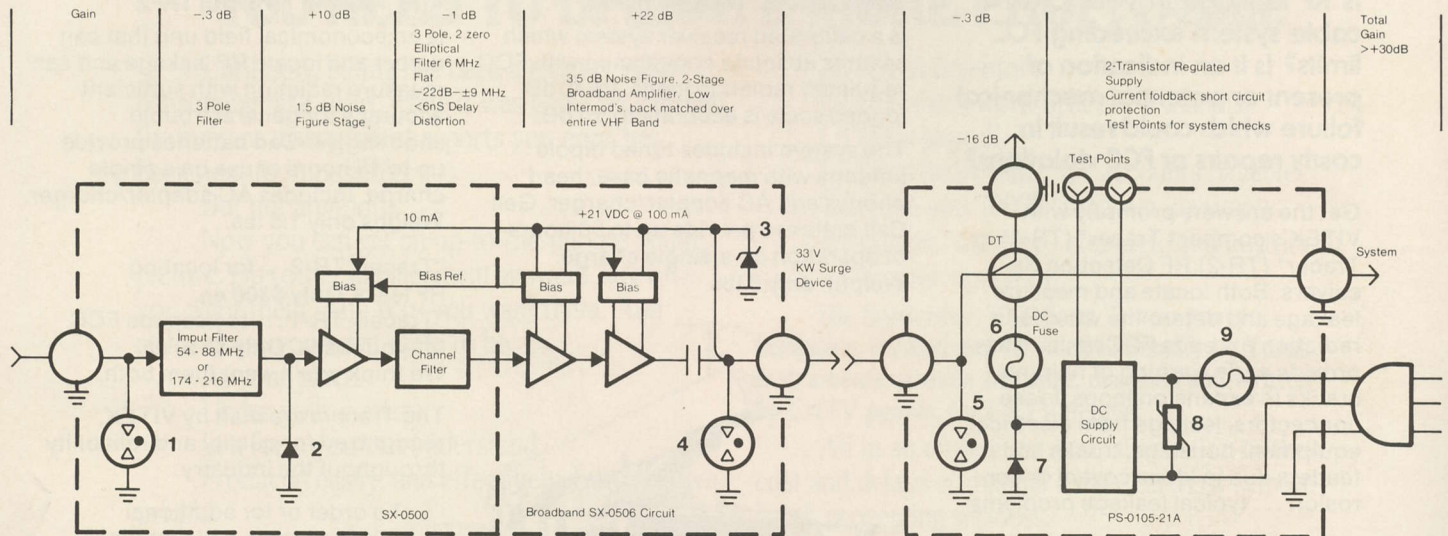 Gain
-.3 dB
+10 dB
-1 dB
+22 dB
-.3 dB
Total
Gain
>+30dB
3 Pole
Filter
1.5 dB Noise
Figure Stage
3 Pole, 2 zero
Elliptical
Filter 6 MHz
Flat
-22dB-±9 MHz
<6nS Delay
Distortion
3.5 dB Noise Figure. 2-Stage
Broadband Amplifier. Low
Intermod's. back matched over
entire VHF Band
2-Transistor Regulated
Supply
Current foldback short circuit
protection
Test Points for system checks
-16 dB
Test Points
10 mA
+21 VDC @ 100 mA
3
33 V
KW Surge
Device
DT
System
Bias
Bias Ref.
Bias
Bias
Imput Filter
54 - 88 MHz
or
174 - 216 MHz
Channel
Filter
6
DC
Fuse
9
1
2
4
5
7
DC
Supply
Circuit
8
SX-0500
Broadband SX-0506 Circuit
PS-0105-21A